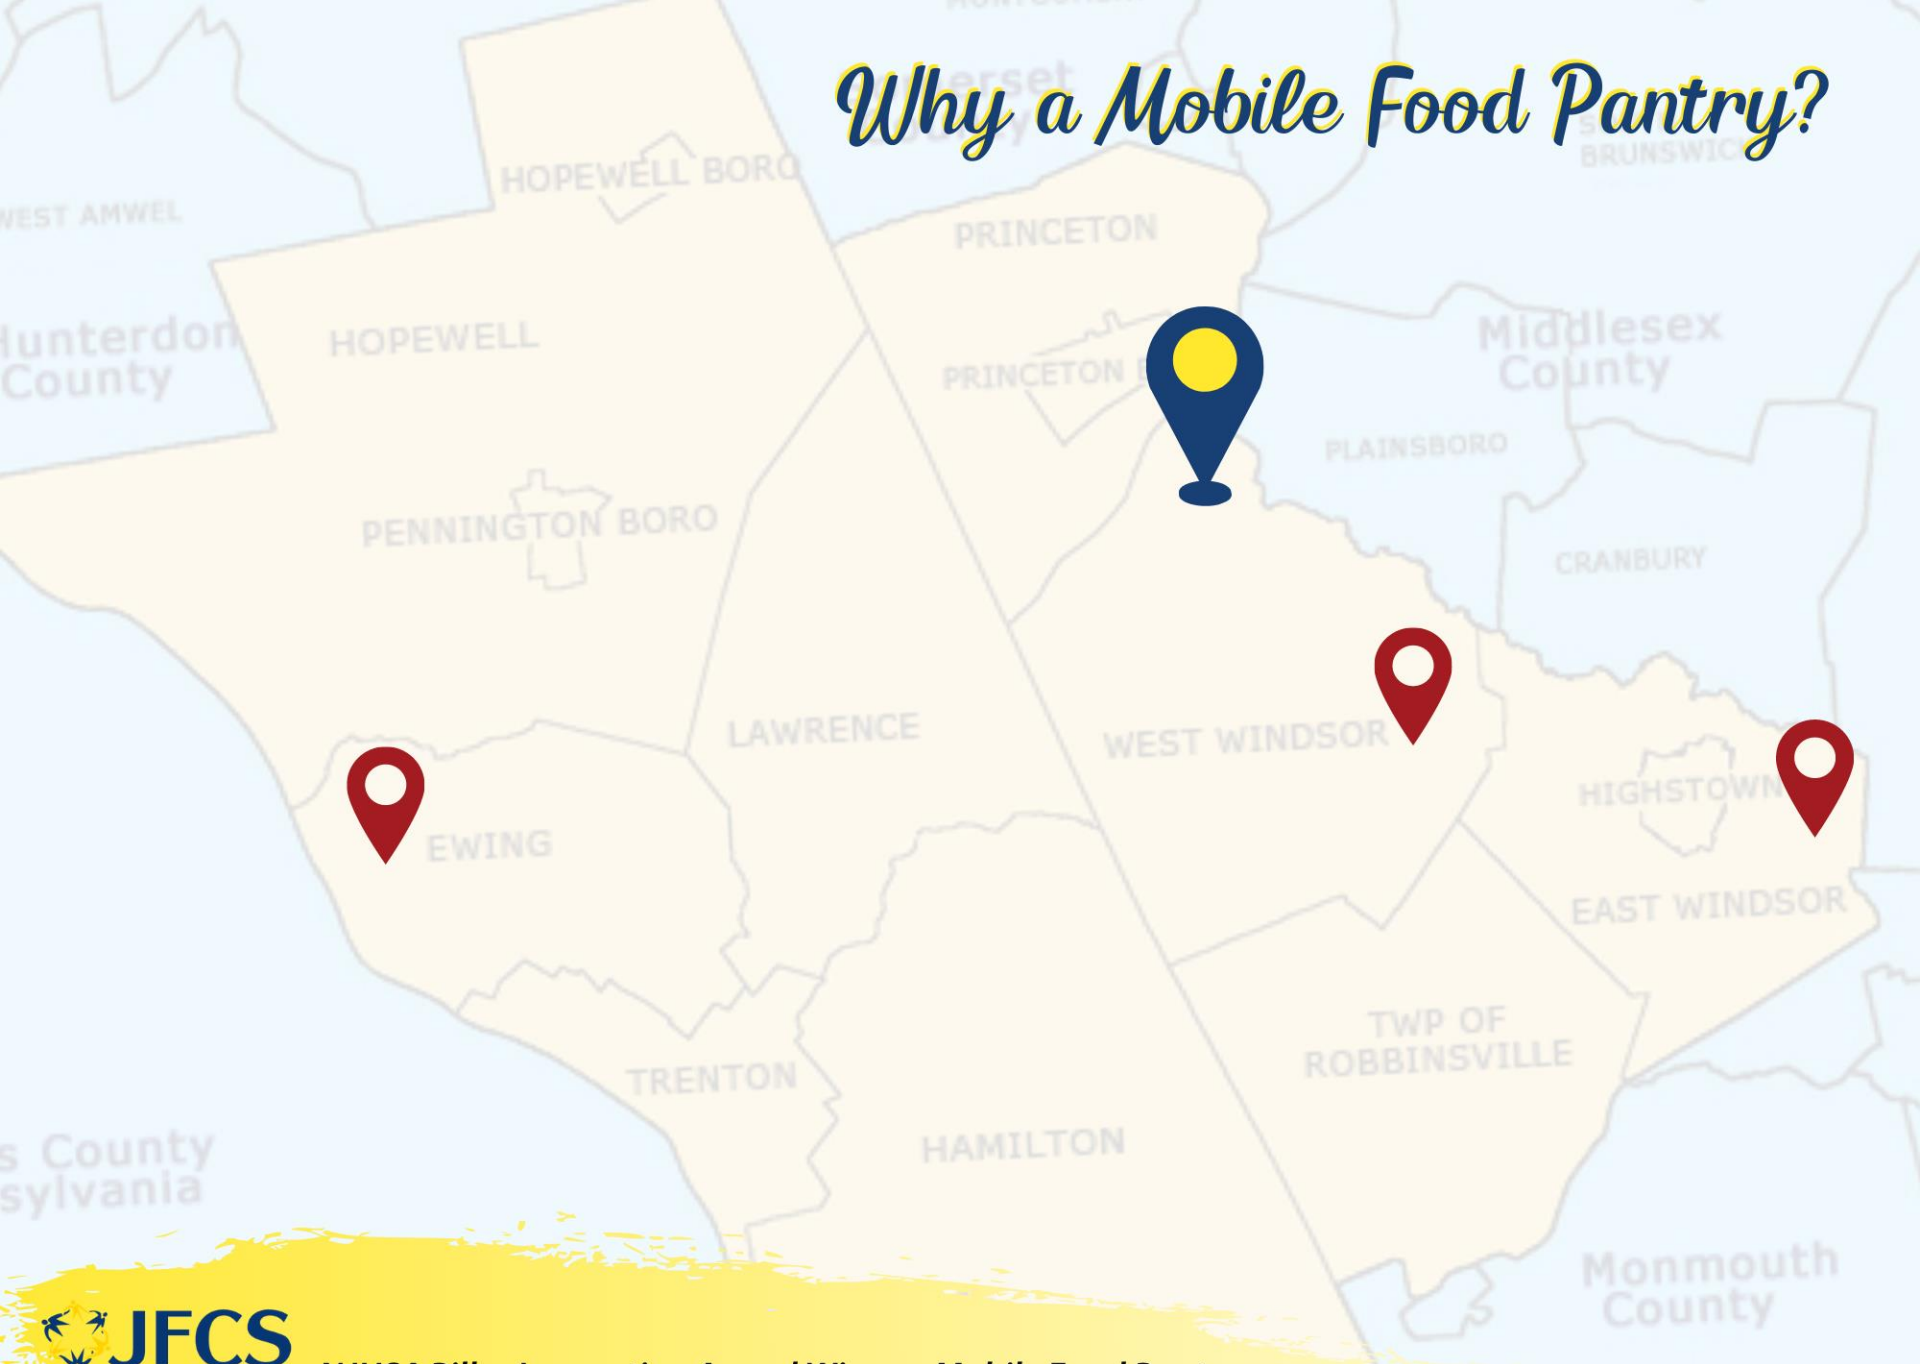 Why a Mobile Food Pantry?
BRUNSWIC
HOPEWELL BORO
WEST AMWEL
PRINCETON
Hunterdon
County
HOPEWELL
Middlesex
County
PRINCETON
PLAINSBORO
PENNINGTON BORO
CRANBURY
LAWRENCE
WEST WINDSOR
HIGHSTOWN
EWING
EAST WINDSOR
TWP OF
ROBBINSVILLE
TRENTON
HAMILTON
s County
sylvania
Monmouth
County
JFCS